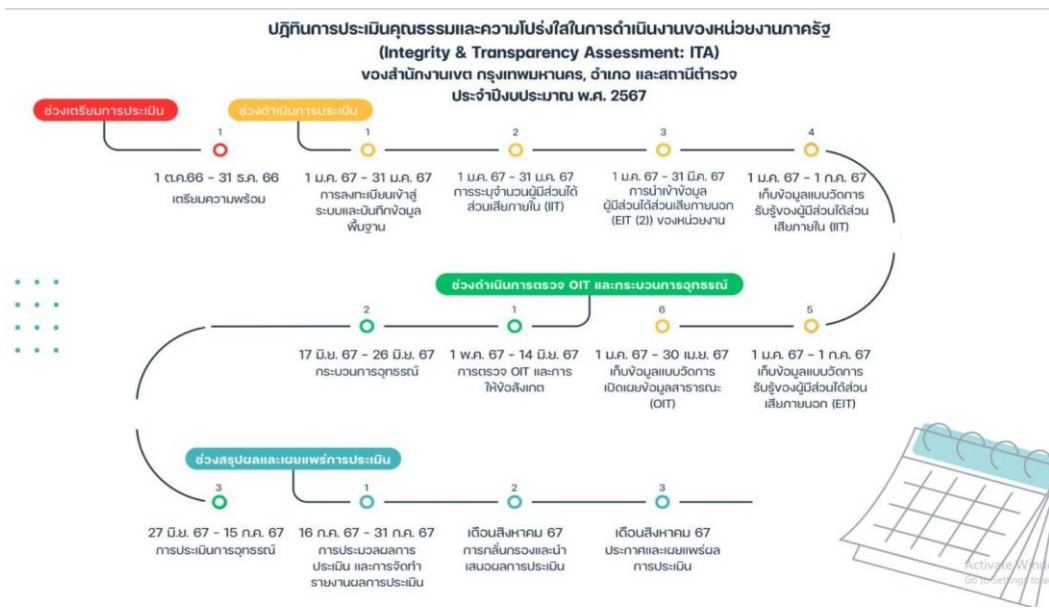 ปฏิทินการประเมินคุณธรรมและความโปร่งใสในการดำเนินงานของหน่วยงานภาครัฐ
(Integrity & Transparency Assessment: ITA)
ของสำนักงานเขต กรุงเทพมหานคร, อำเภอ และสถานีตำรวจ
ประจำปีงบประมาณ พ.ศ. 2567
ช่วงเตรียมการประเมิน
1
1 ต.ค.66 - 31 ธ.ค. 66
เตรียมความพร้อม
ช่วงดำเนินการประเมิน
1
1 ม.ค. 67 - 31 ม.ค. 67
การลงทะเบียนเข้าสู่
ระบบและบันทึกข้อมูล
พื้นฐาน
2
1 ม.ค. 67 - 31 ม.ค. 67
การระบุจำนวนผู้มีส่วนได้
ส่วนเสียภายใน (IIT)
3
1 ม.ค. 67 - 31 มี.ค. 67
การนำเข้าข้อมูล
ผู้มีส่วนได้ส่วนเสียภายนอก
(EIT (2)) ของหน่วยงาน
4
1 ม.ค. 67 - 1 ก.ค. 67
เก็บข้อมูลแบบวัดการ
รับรู้ของผู้มีส่วนได้ส่วน
เสียภายใน (IIT)
5
1 ม.ค. 67 - 1 ก.ค. 67
เก็บข้อมูลแบบวัดการ
รับรู้ของผู้มีส่วนได้ส่วน
เสียภายนอก (EIT)
6
1 ม.ค. 67 - 30 เม.ย. 67
เก็บข้อมูลแบบวัดการ
เปิดเผยข้อมูลสาธารณะ
(OIT)
ช่วงดำเนินการตรวจ OIT และกระบวนการอุทธรณ์
1
1 พ.ค. 67 - 14 มิ.ย. 67
การตรวจ OIT และการ
ให้ข้อสังเกต
2
17 มิ.ย. 67 - 26 มิ.ย. 67
กระบวนการอุทธรณ์
3
27 มิ.ย. 67 - 15 ก.ค. 67
การประเมินการอุทธรณ์
ช่วงสรุปผลและเผยแพร่การประเมิน
1
16 ก.ค. 67 - 31 ก.ค. 67
การประมวลผลการ
ประเมิน และการจัดทำ
รายงานผลการประเมิน
2
เดือนสิงหาคม 67
การกลั่นกรองและนำ
เสนอผลการประเมิน
3
เดือนสิงหาคม 67
ประกาศและเผยแพร่ผล
การประเมิน
Activate Wind
Go to Settings to a